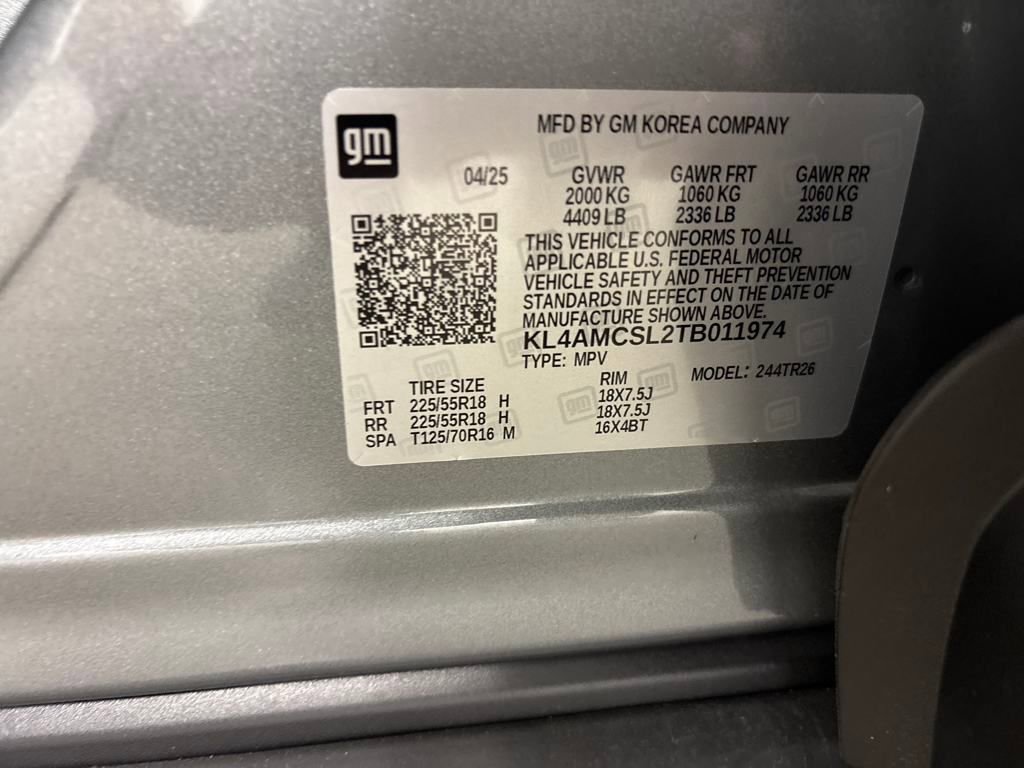 gm
MFD BY GM KOREA COMPANY
04/25
GVWR GAWR FRT GAWR RR
2000 KG 1060 KG 1060 KG
4409 LB 2336 LB 2336 LB
THIS VEHICLE CONFORMS TO ALL
APPLICABLE U.S. FEDERAL MOTOR
VEHICLE SAFETY AND THEFT PREVENTION
STANDARDS IN EFFECT ON THE DATE OF
MANUFACTURE SHOWN ABOVE.
KL4AMCSL2TB011974
TYPE: MPV MODEL: 244TR26
TIRE SIZE RIM
FRT 225/55R18 H 18X7.5J
RR 225/55R18 H 18X7.5J
SPA T125/70R16 M 16X4BT